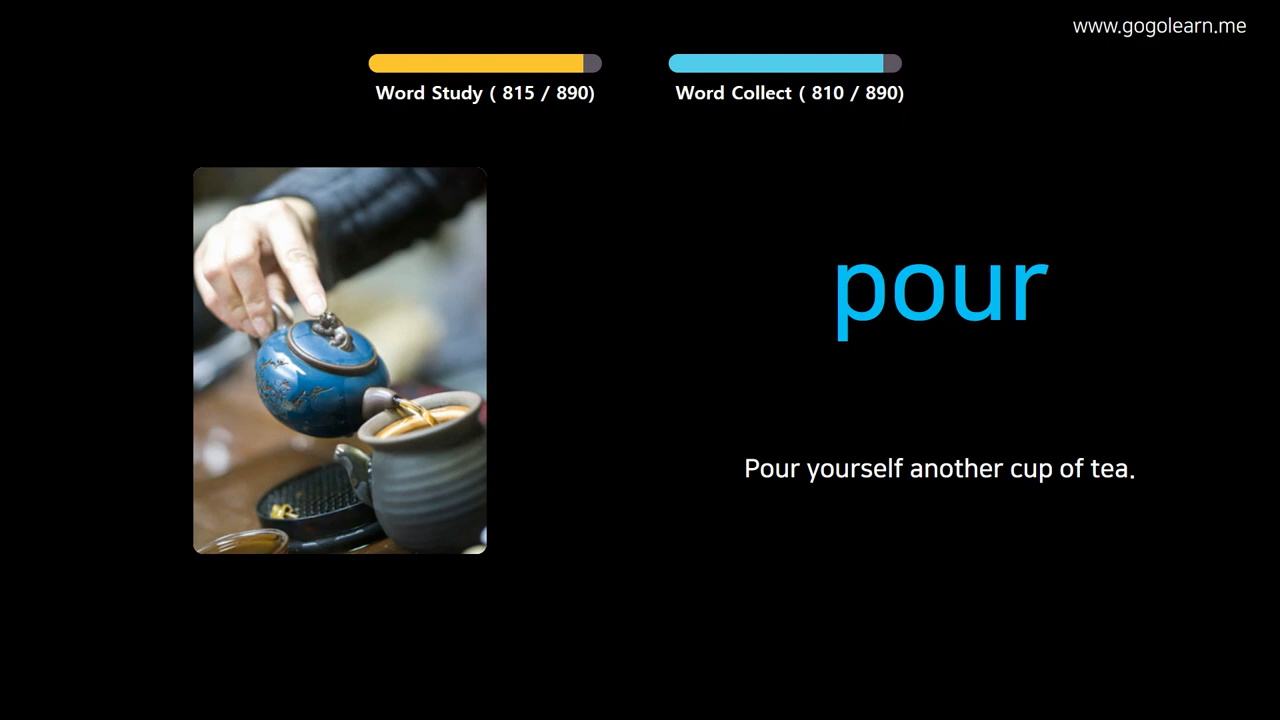 www.gogolearn.me
Word Study ( 815 / 890)
Word Collect ( 810 / 890)
pour
Pour yourself another cup of tea.